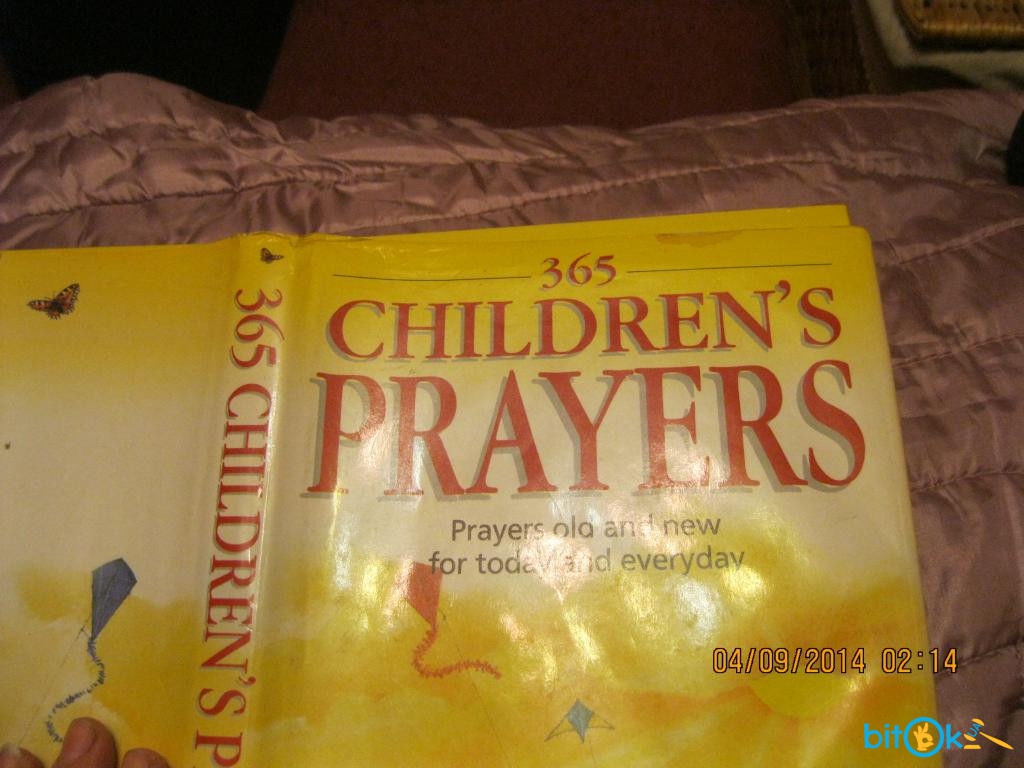 365
CHILDREN'S
PRAYERS
Prayers old and new
for today and everyday
365 CHILDREN'S P
04/09/2014 02:14
bitOk.UA